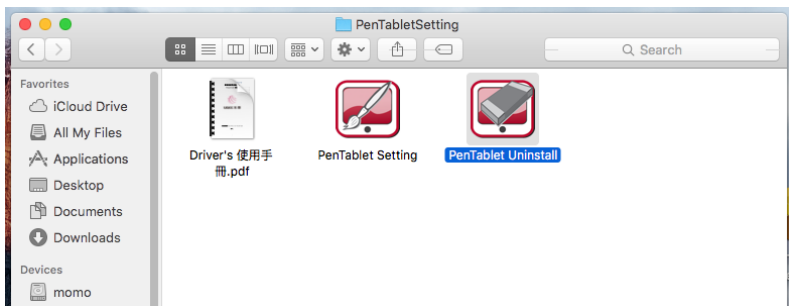 PenTabletSetting
Search
Favorites
iCloud Drive
All My Files
Applications
Desktop
Documents
Downloads
Devices
momo
Driver's 使用手
冊.pdf
PenTablet Setting
PenTablet Uninstall